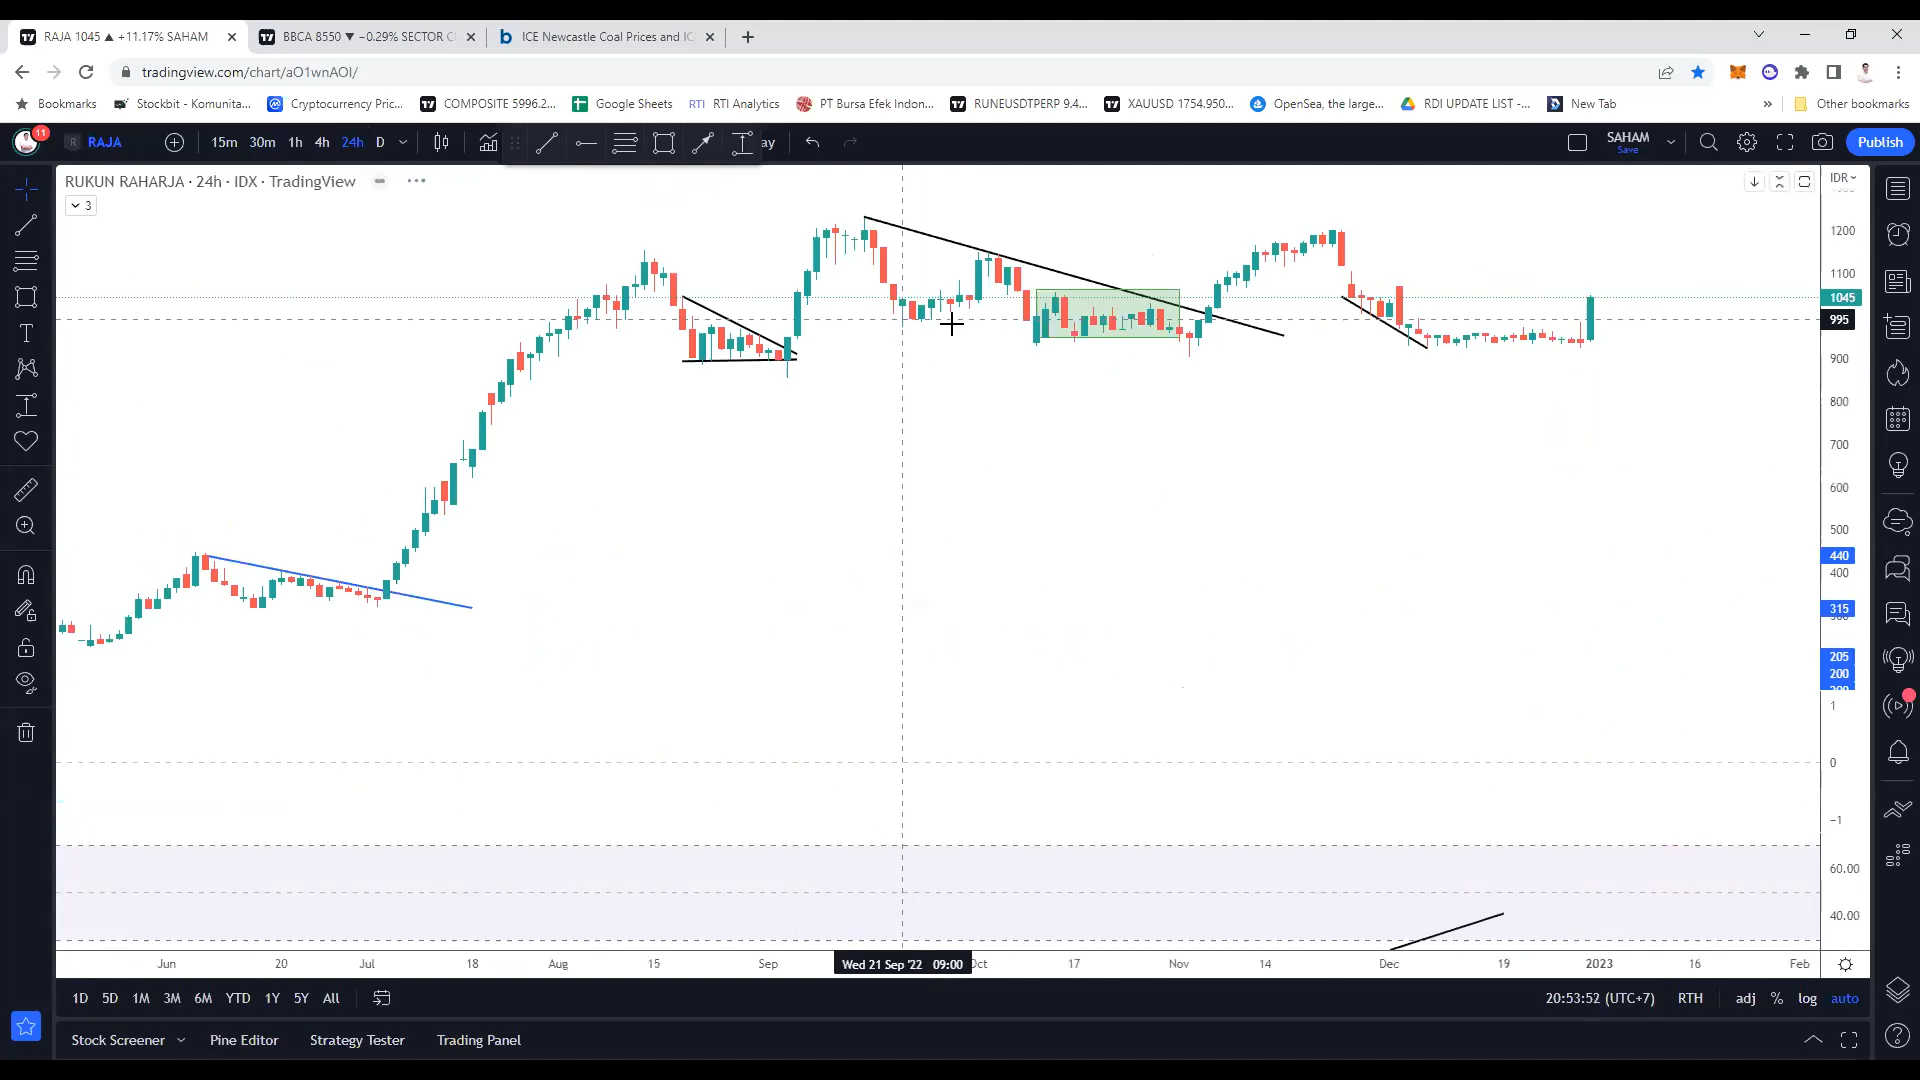 RAJA 1045 ▲ +11.17% SAHAM
BBCA 8550 ▼ −0.29% SECTOR
ICE Newcastle Coal Prices and
tradingview.com/chart/aO1wnAOI/
Bookmarks
Stockbit - Komunita...
Cryptocurrency Pric...
COMPOSITE 5996.2...
Google Sheets
RTI
RTI Analytics
PT Bursa Efek Indon...
RUNEUSDTPERP 9.4...
XAUUSD 1754.950...
OpenSea, the large...
RDI UPDATE LIST -...
New Tab
»
Other bookmarks
11
R
RAJA
15m
30m
1h
4h
24h
D
ay
SAHAM
Save
Publish
RUKUN RAHARJA · 24h · IDX · TradingView
3
IDR
1200
1100
1045
995
900
800
700
600
500
440
400
315
205
200
1
0
−1
60.00
40.00
Jun
20
Jul
18
Aug
15
Sep
Wed 21 Sep '22 09:00
Oct
17
Nov
14
Dec
19
2023
16
Feb
1D
5D
1M
3M
6M
YTD
1Y
5Y
All
20:53:52 (UTC+7)
RTH
adj
%
log
auto
Stock Screener
Pine Editor
Strategy Tester
Trading Panel